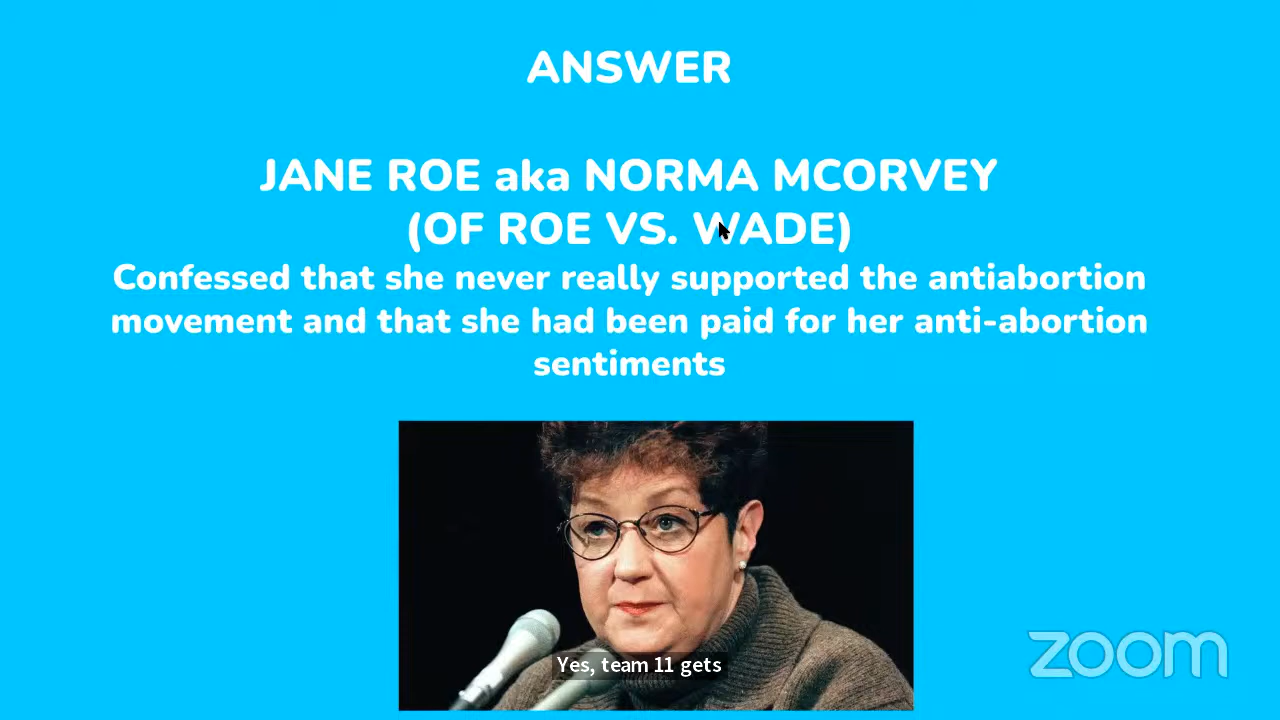 ANSWER
JANE ROE aka NORMA MCORVEY
(OF ROE VS. WADE)
Confessed that she never really supported the antiabortion
movement and that she had been paid for her anti-abortion
sentiments
Yes, team 11 gets
zoom